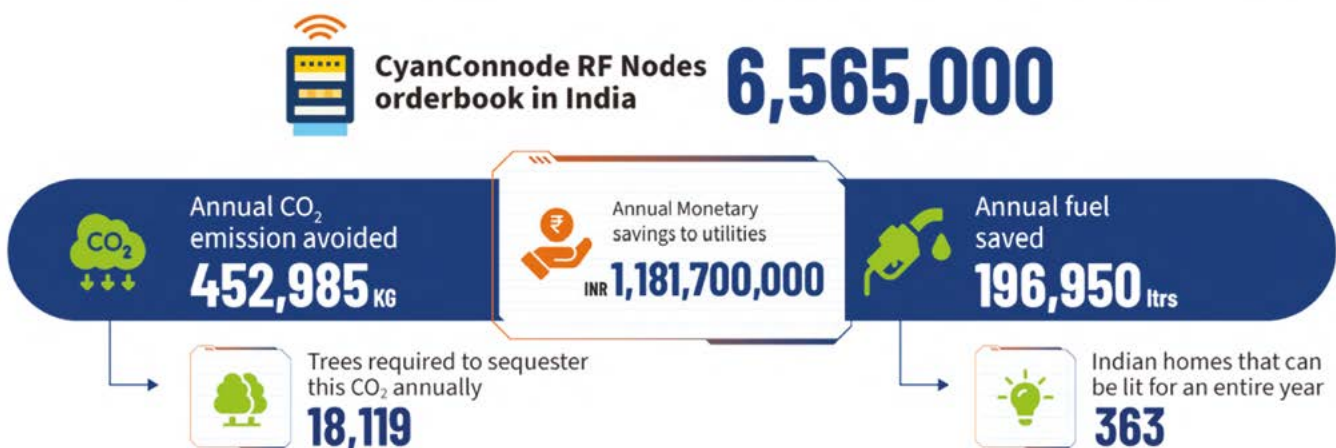 CyanConnode RF Nodes
orderbook in India
6,565,000
Annual CO₂
emission avoided
452,985 KG
CO₂
Annual Monetary
savings to utilities
INR 1,181,700,000
₹
Annual fuel
saved
196,950 ltrs
Trees required to sequester
this CO₂ annually
18,119
Indian homes that can
be lit for an entire year
363